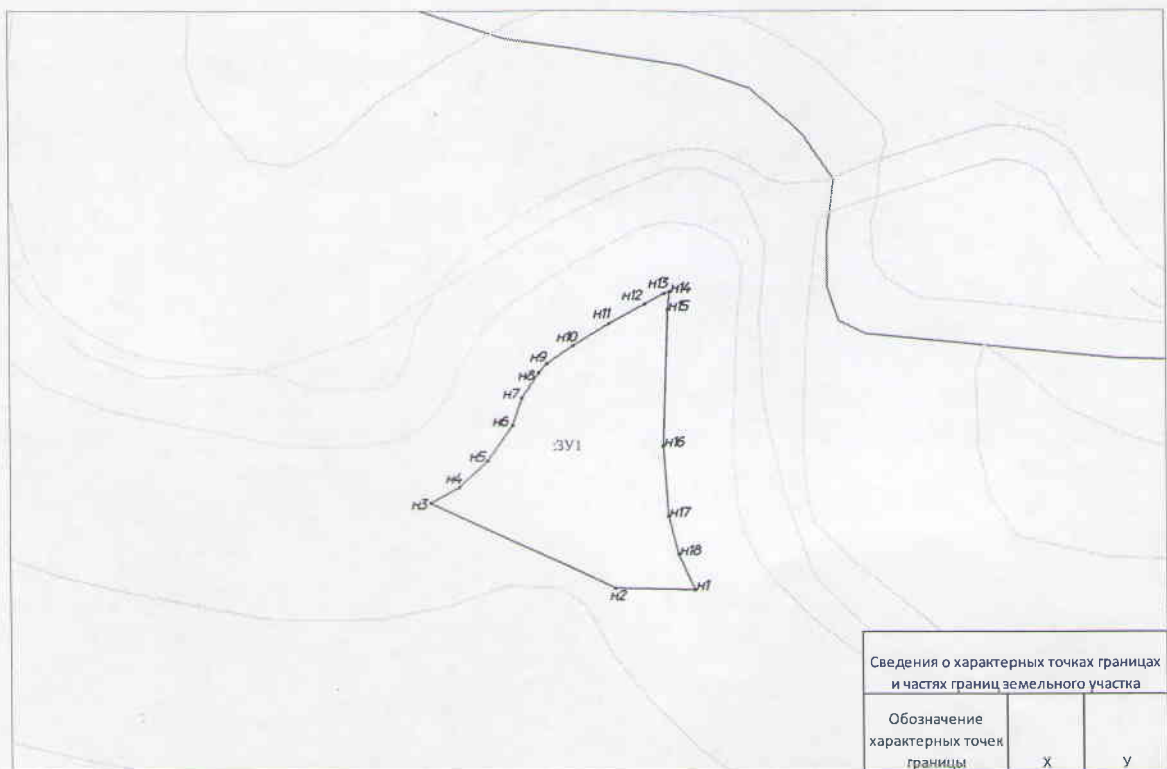 н13
н14
н12
н15
н11
н10
н9
н8
н7
н6
:ЗУ1
н16
н5
н4
н3
н17
н18
н2
н1
Сведения о характерных точках границах
и частях границ земельного участка
Обозначение
характерных точек
границы
Х
У